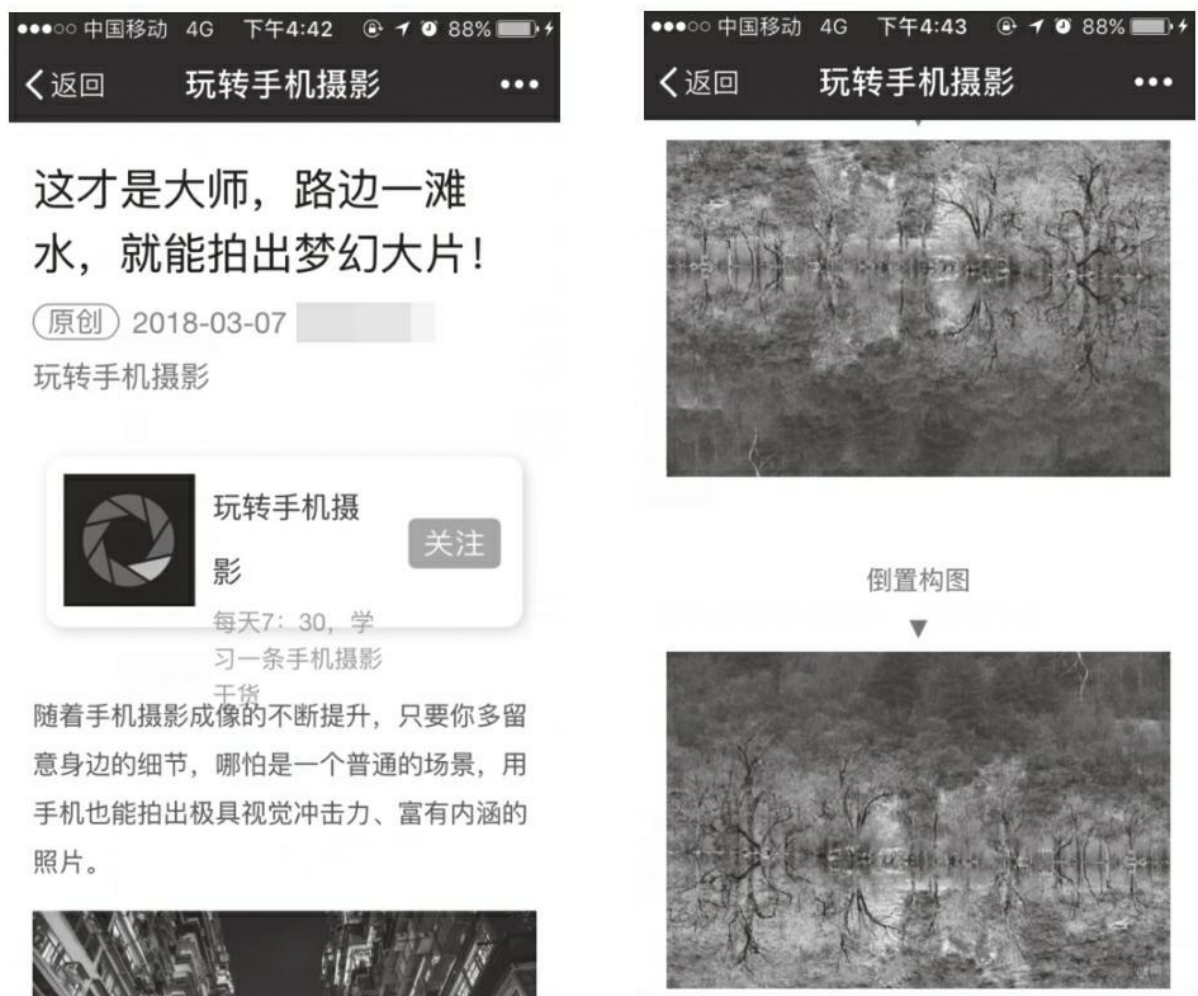 中国移动 4G 下午4:42 88%
返回 玩转手机摄影
这才是大师，路边一滩
水，就能拍出梦幻大片！
原创 2018-03-07
玩转手机摄影
玩转手机摄
影
关注
每天7：30，学
习一条手机摄影
干货
随着手机摄影成像的不断提升，只要你多留
意身边的细节，哪怕是一个普通的场景，用
手机也能拍出极具视觉冲击力、富有内涵的
照片。
中国移动 4G 下午4:43 88%
返回 玩转手机摄影
倒置构图